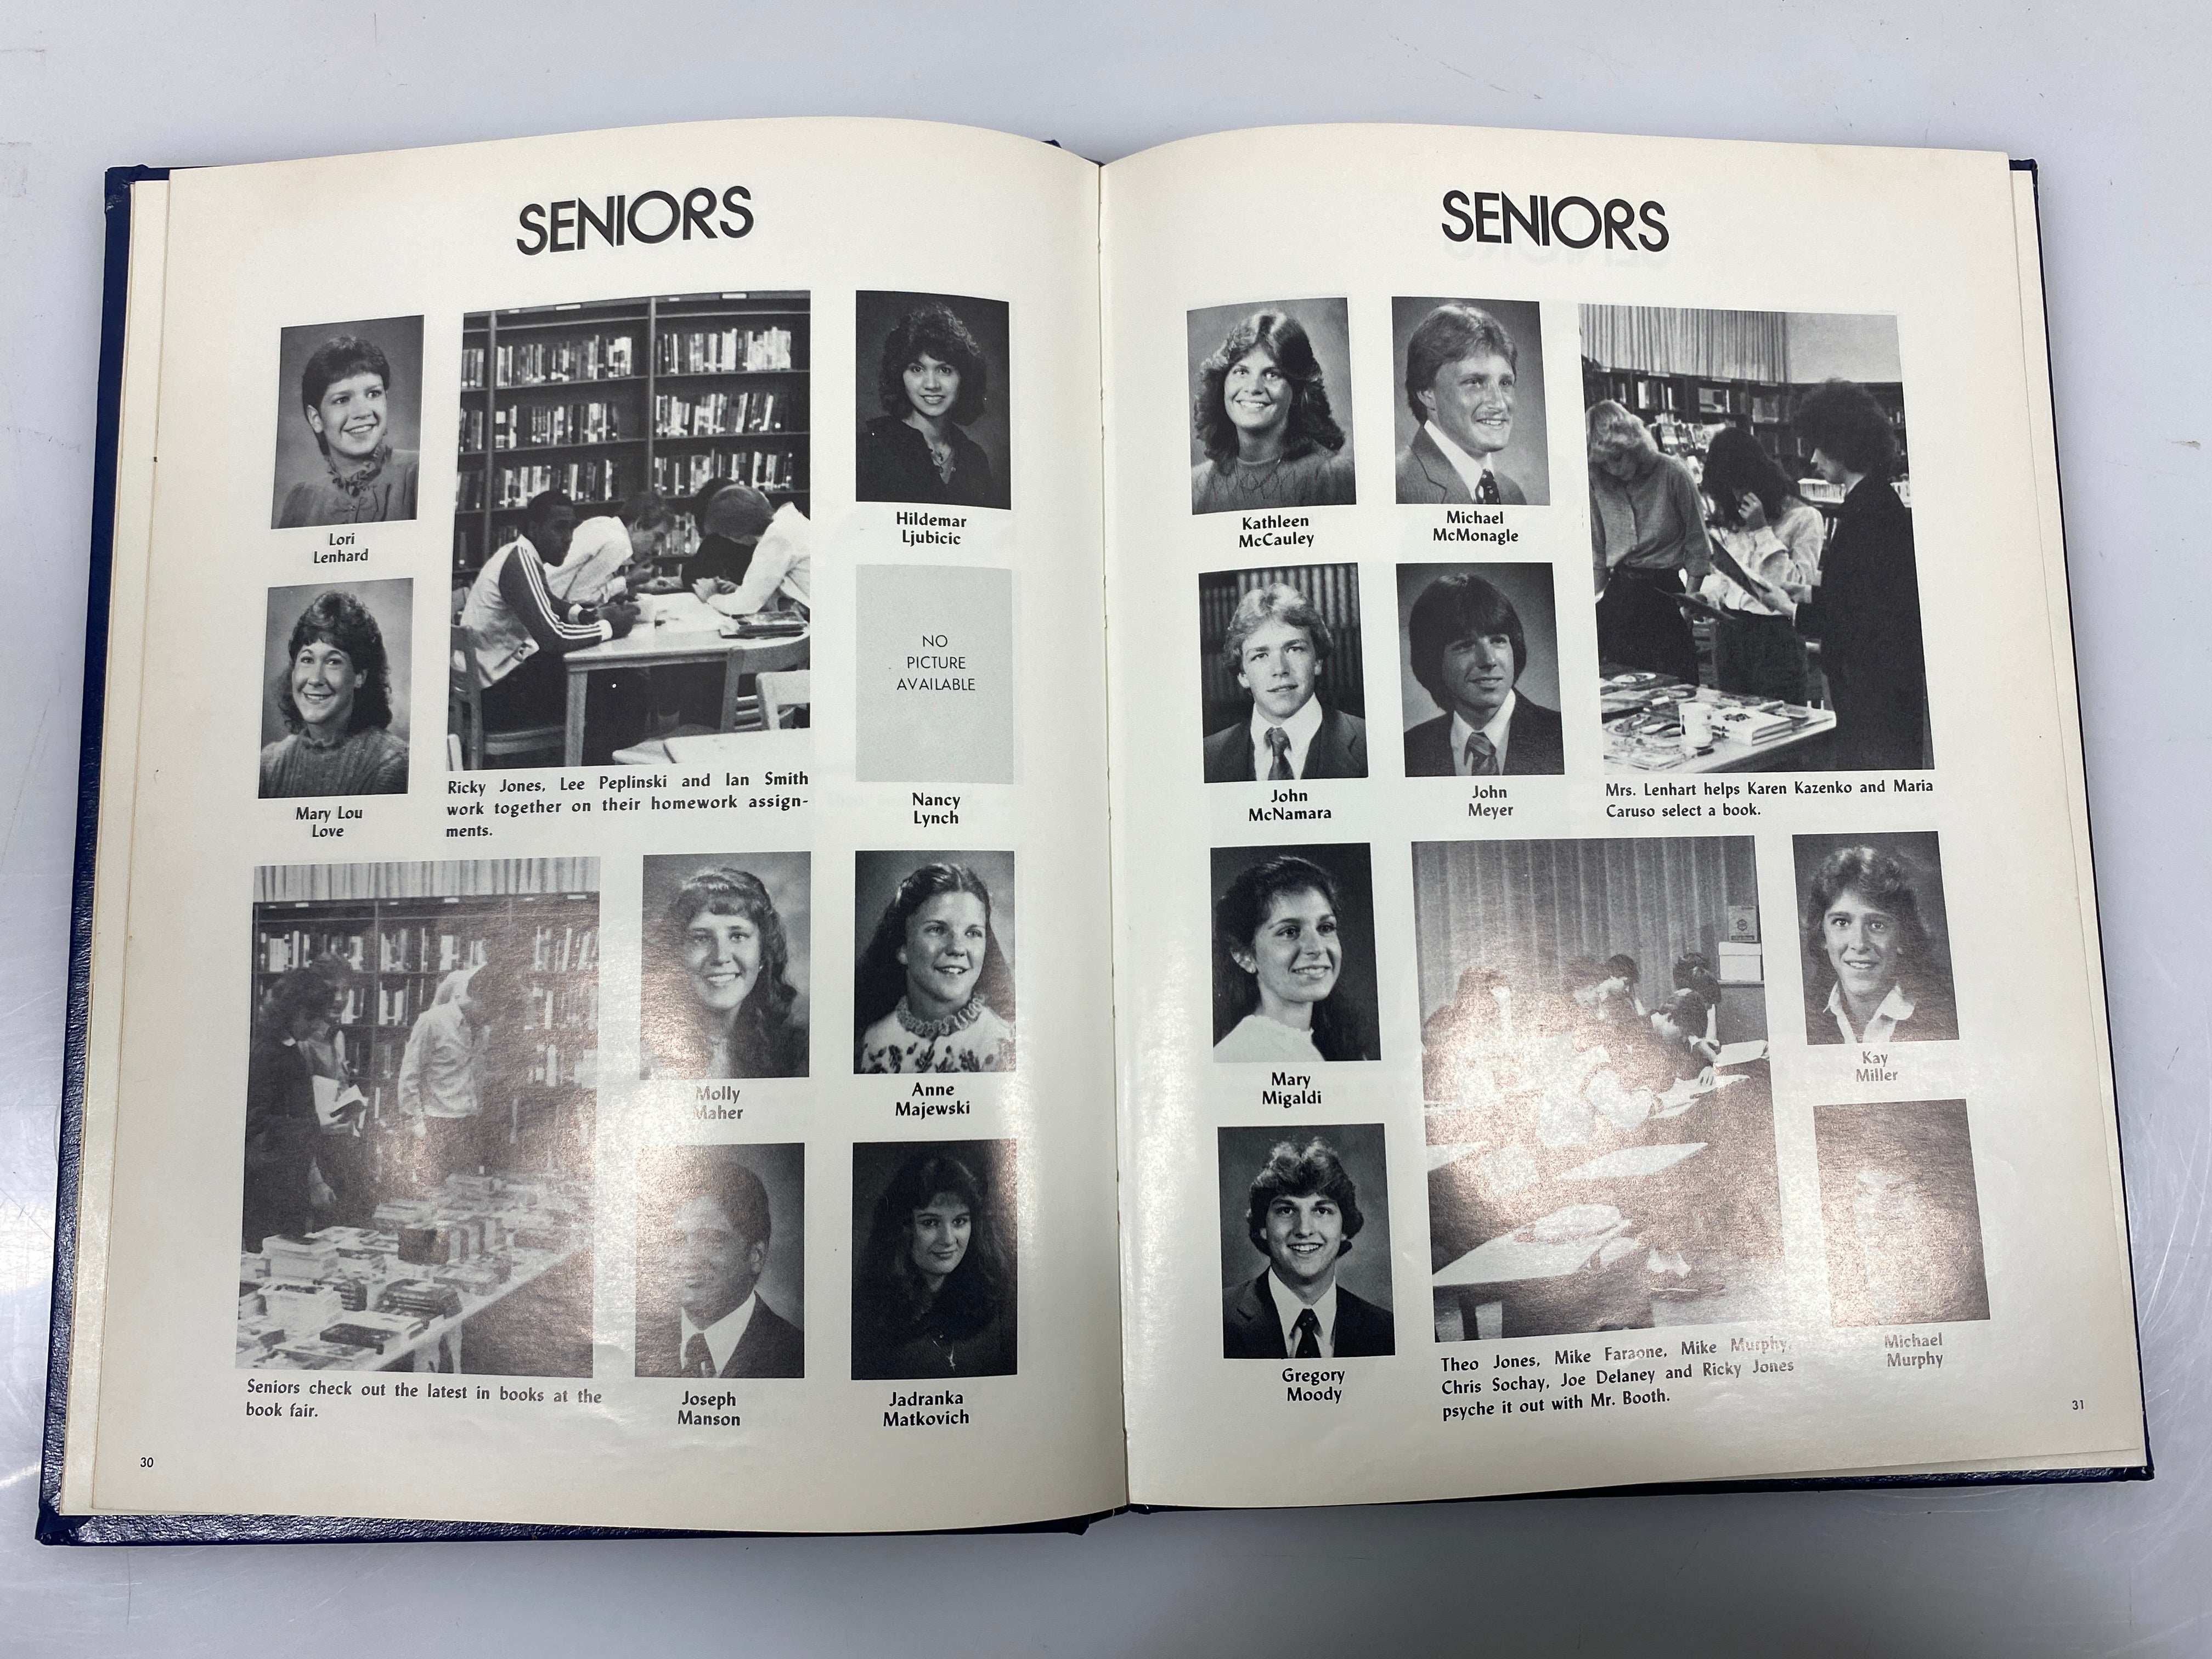 SENIORS
Lori
Lenhard
Hildemar
Ljubicic
Mary Lou
Love
Ricky Jones, Lee Peplinski and Ian Smith
work together on their homework assign-
ments.
NO
PICTURE
AVAILABLE
Nancy
Lynch
Molly
Maher
Anne
Majewski
Seniors check out the latest in books at the
book fair.
Joseph
Manson
Jadranka
Matkovich
30
SENIORS
Kathleen
McCauley
Michael
McMonagle
John
McNamara
John
Meyer
Mrs. Lenhart helps Karen Kazenko and Maria
Caruso select a book.
Mary
Migaldi
Kay
Miller
Gregory
Moody
Theo Jones, Mike Faraone, Mike Murphy,
Chris Sochay, Joe Delaney and Ricky Jones
psyche it out with Mr. Booth.
Michael
Murphy
31